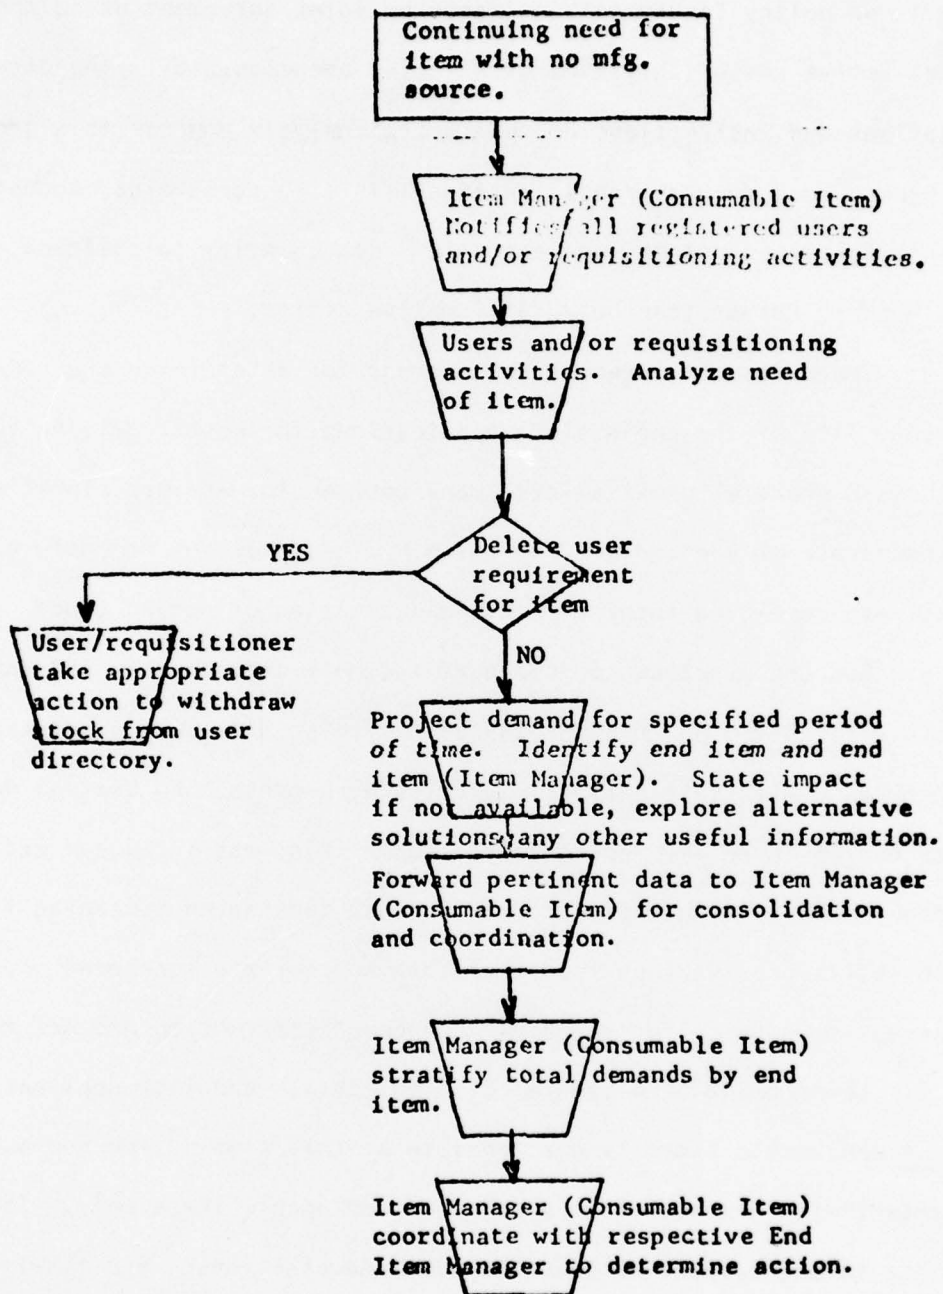 Continuing need for
item with no mfg.
source.
Item Manager (Consumable Item)
Notifies all registered users
and/or requisitioning activities.
Users and/or requisitioning
activities. Analyze need
of item.
Delete user
requirement
for item
YES
NO
User/requisitioner
take appropriate
action to withdraw
stock from user
directory.
Project demand for specified period
of time. Identify end item and end
item (Item Manager). State impact
if not available, explore alternative
solutions, any other useful information.
Forward pertinent data to Item Manager
(Consumable Item) for consolidation
and coordination.
Item Manager (Consumable Item)
stratify total demands by end
item.
Item Manager (Consumable Item)
coordinate with respective End
Item Manager to determine action.